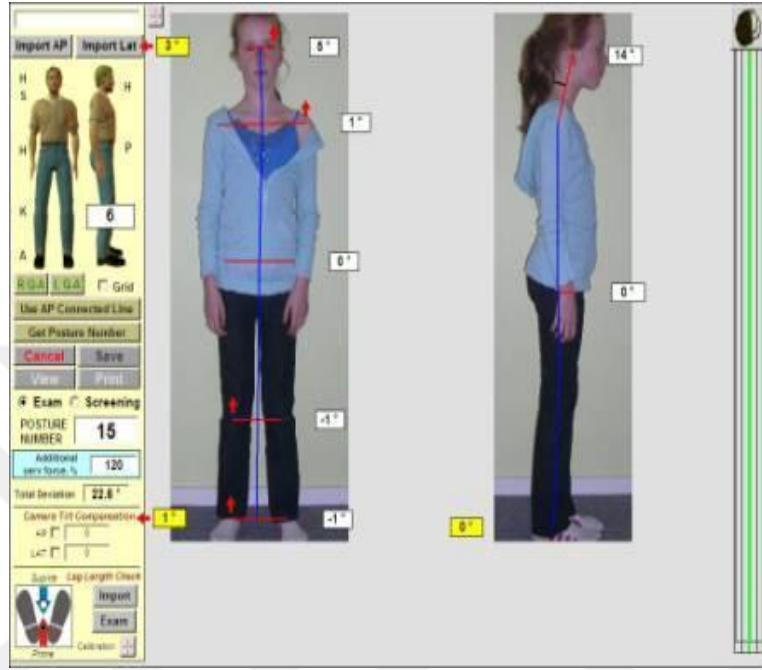 Import AP Import Lat 3°
H H
S
H P
K
A
6
RGA LGA Grid
Use AP Connected Line
Get Posture Number
Cancel Save
View Print
Exam Screening
POSTURE NUMBER 15
Additional serv force, % 120
Total Deviation 22.6°
Camera Tilt Compensation 1°
AP 0
LAT 0
Supine Leg Length Check
Import
Exam
Prone Calibration
1°
0°
-1°
-1°
14°
0°
0°